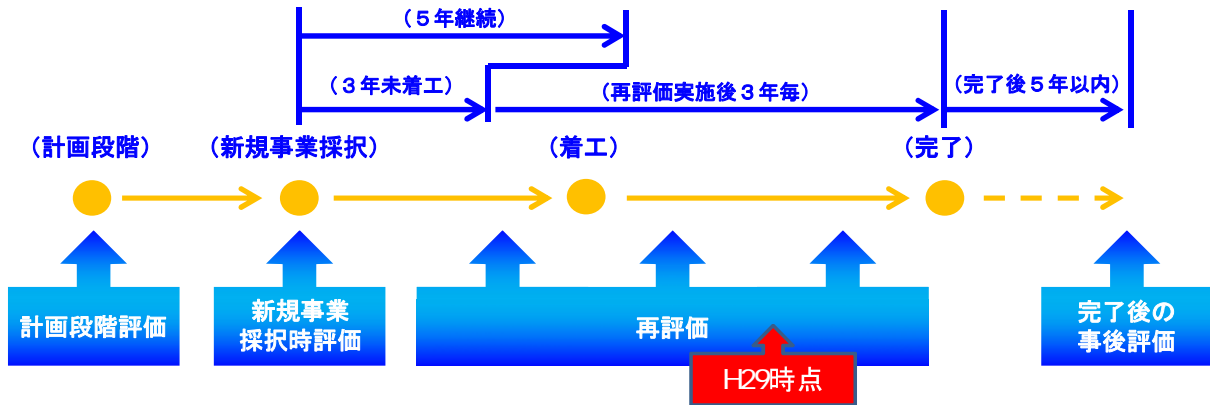 （５年継続）
（３年未着工）
（再評価実施後３年毎）
（完了後５年以内）
（計画段階）
（新規事業採択）
（着工）
（完了）
計画段階評価
新規事業
採択時評価
再評価
完了後の
事後評価
H29時点